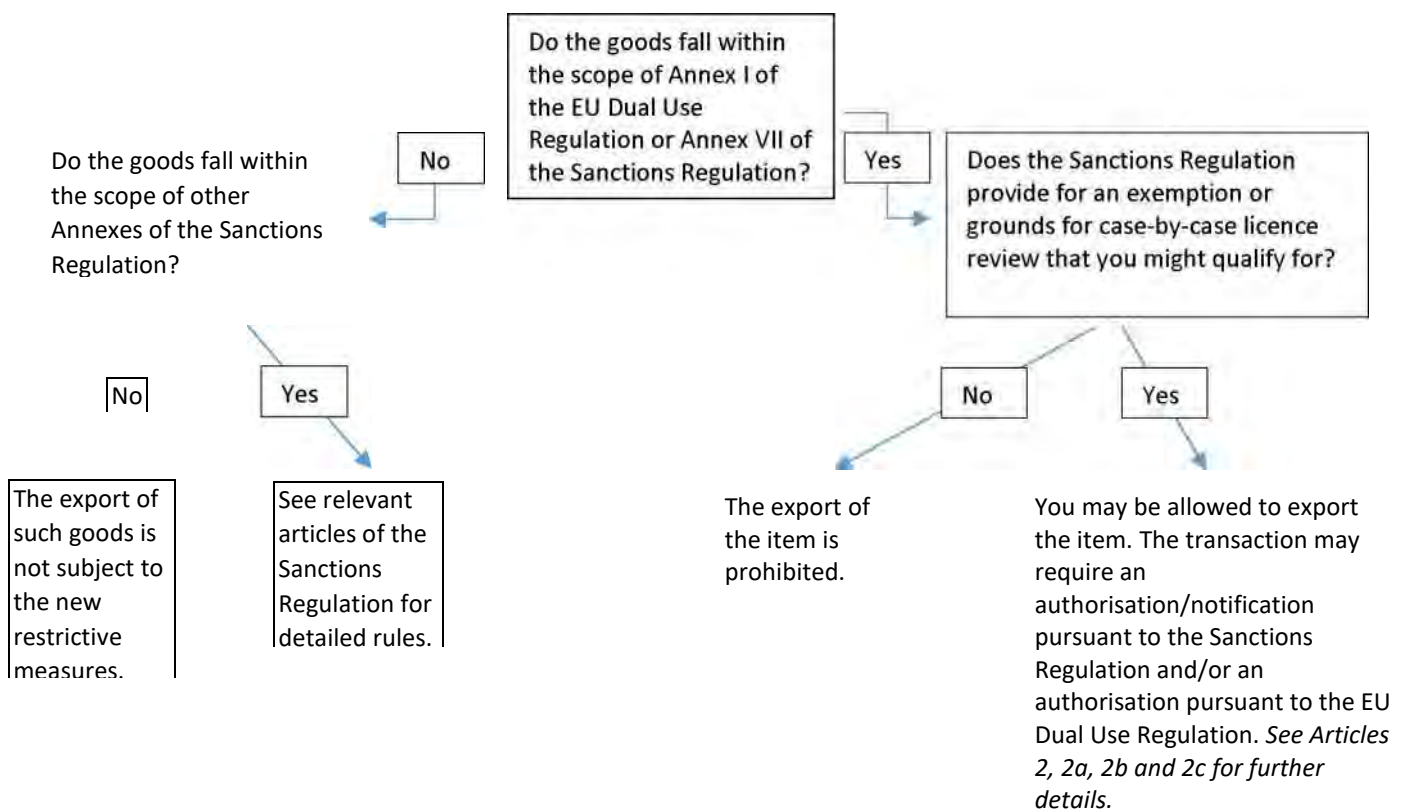 Do the goods fall within
the scope of Annex I of
the EU Dual Use
Regulation or Annex VII of
the Sanctions Regulation?
No
Yes
Do the goods fall within
the scope of other
Annexes of the Sanctions
Regulation?
Does the Sanctions Regulation
provide for an exemption or
grounds for case-by-case licence
review that you might qualify for?
No
Yes
No
Yes
The export of
such goods is
not subject to
the new
restrictive
measures.
See relevant
articles of the
Sanctions
Regulation for
detailed rules.
The export of
the item is
prohibited.
You may be allowed to export
the item. The transaction may
require an
authorisation/notification
pursuant to the Sanctions
Regulation and/or an
authorisation pursuant to the EU
Dual Use Regulation. See Articles
2, 2a, 2b and 2c for further
details.